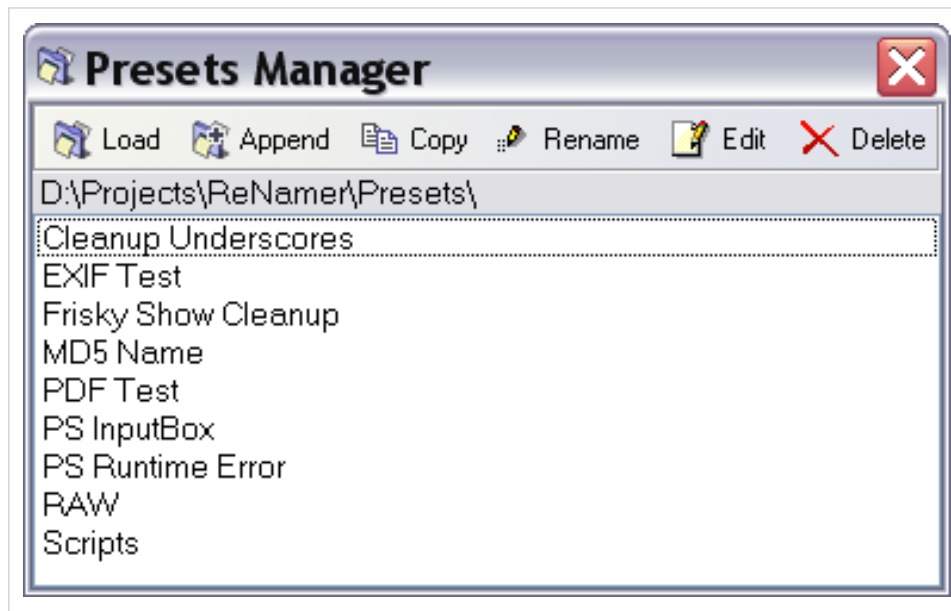 Presets Manager
Load Append Copy Rename Edit Delete
D:\Projects\ReNamer\Presets\
Cleanup Underscores
EXIF Test
Frisky Show Cleanup
MD5 Name
PDF Test
PS InputBox
PS Runtime Error
RAW
Scripts